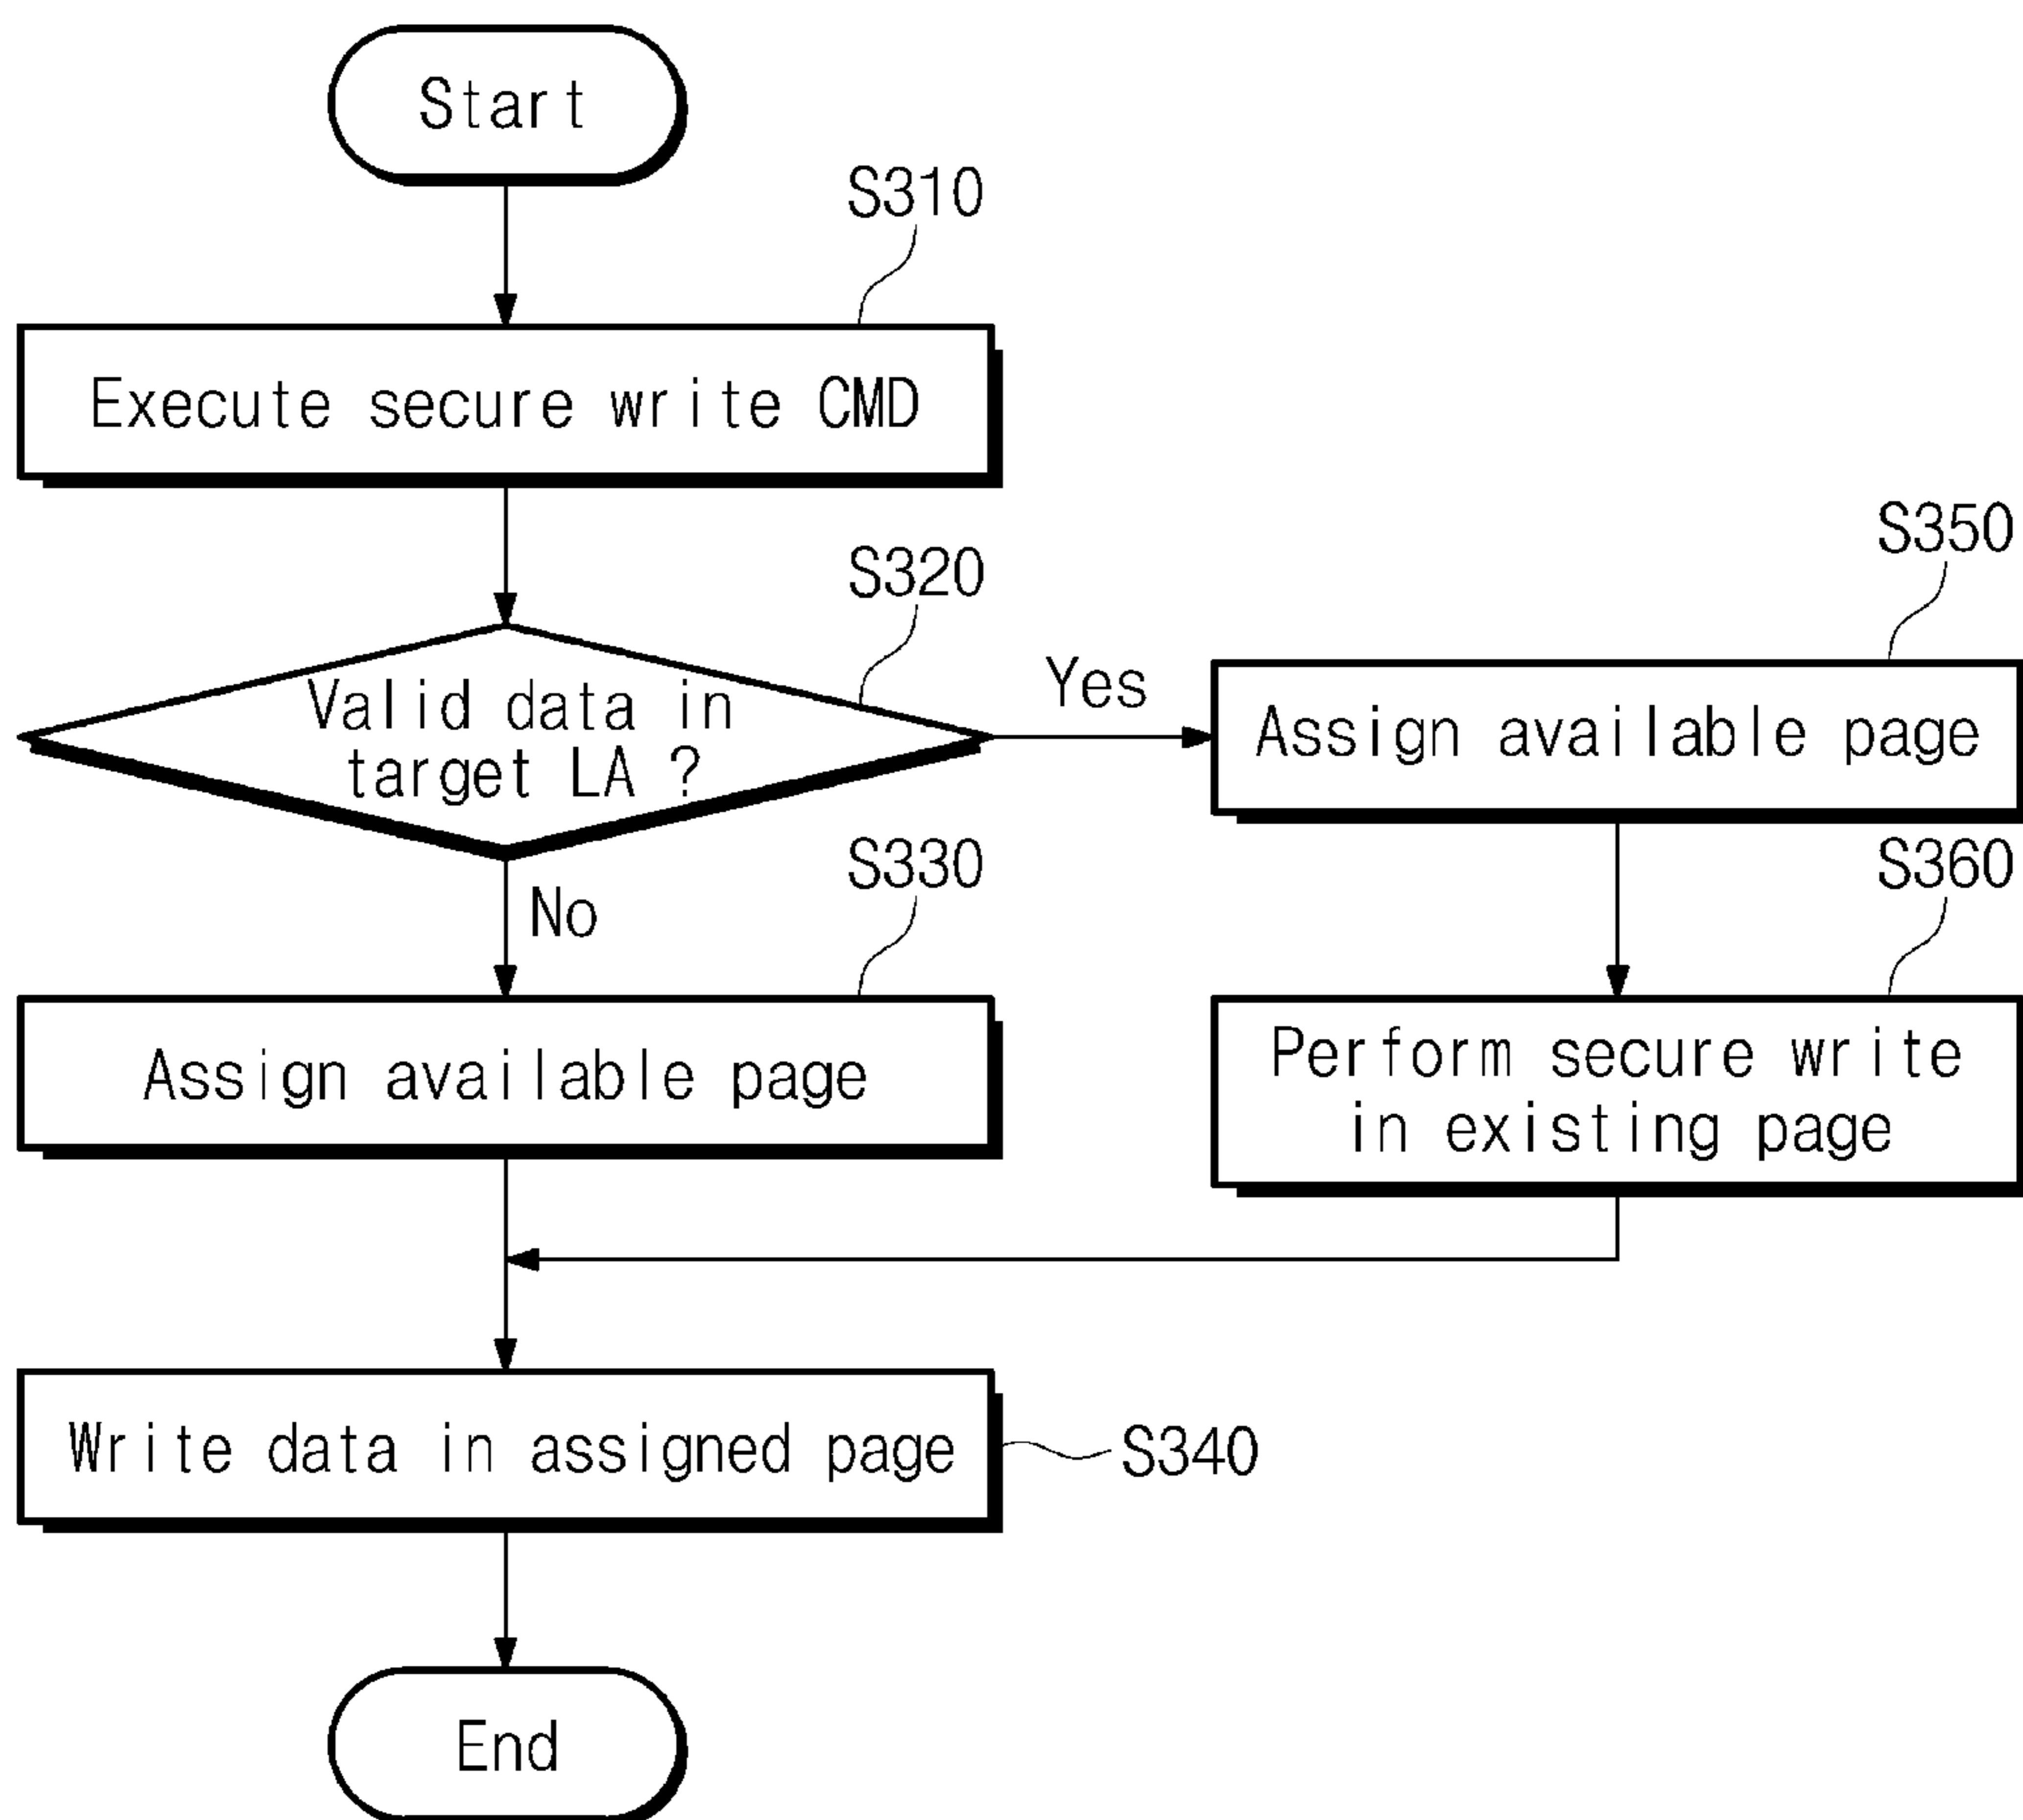 Start
S310
Execute secure write CMD
S320
Valid data in
target LA ?
Yes
S350
Assign available page
No
S330
Assign available page
S360
Perform secure write
in existing page
Write data in assigned page
S340
End